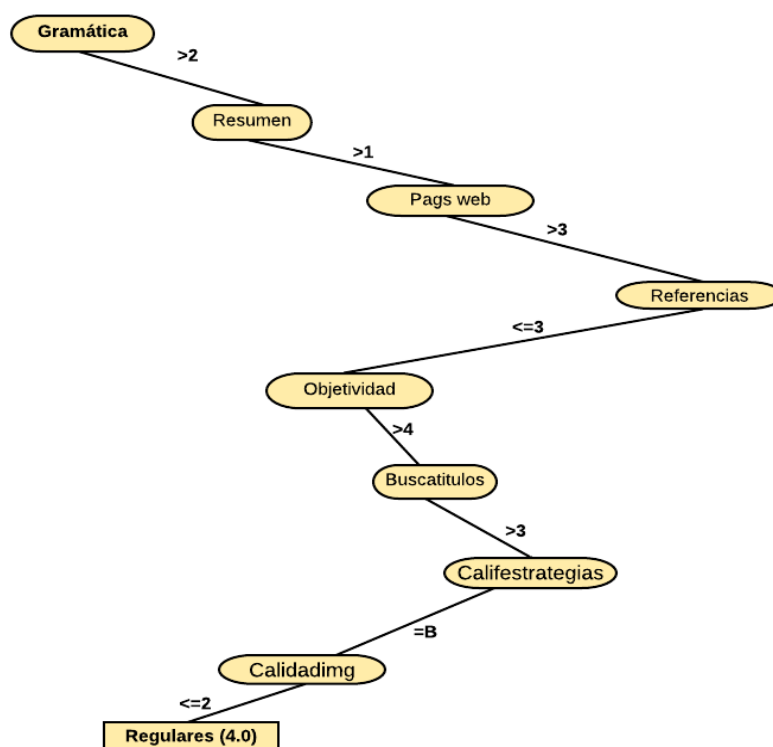 Gramática
>2
Resumen
>1
Pags web
>3
Referencias
<=3
Objetividad
>4
Buscatitulos
>3
Califestrategias
=B
Calidadimg
<=2
Regulares (4.0)